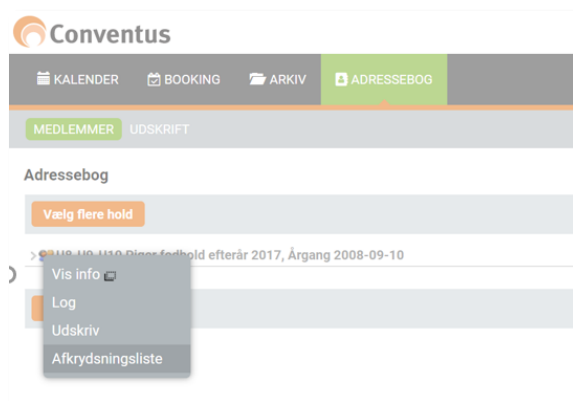 Conventus
KALENDER BOOKING ARKIV ADRESSEBOG
MEDLEMMER UDSKRIFT
Adressebog
Vælg flere hold
U8-U9-U10 Piger fodbold efterår 2017, Årgang 2008-09-10
Vis info
Log
Udskriv
Afkrydsningsliste